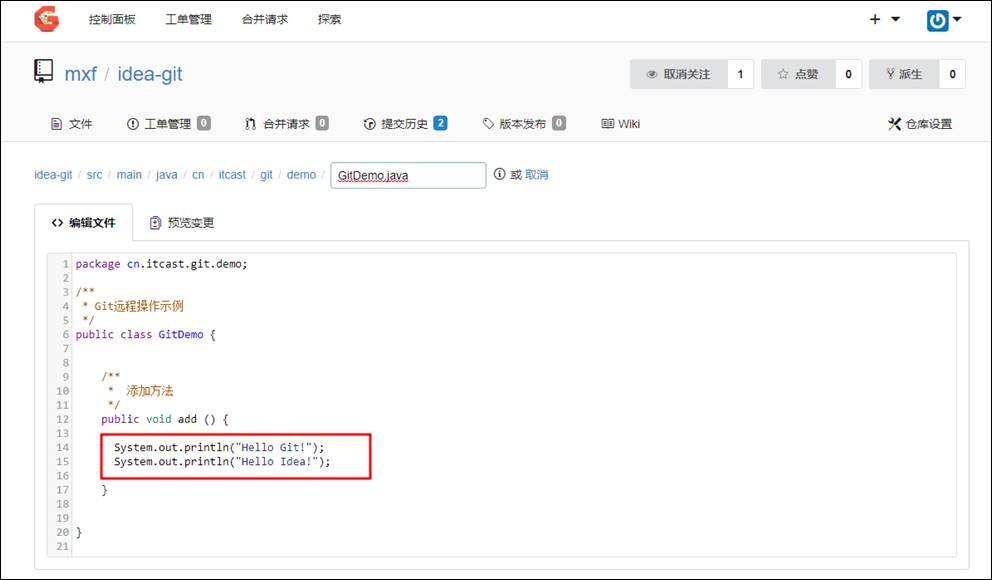 控制面板 工单管理 合并请求 探索
mxf / idea-git 取消关注 1 点赞 0 派生 0
文件 工单管理 0 合并请求 0 提交历史 2 版本发布 0 Wiki 仓库设置
idea-git / src / main / java / cn / itcast / git / demo / GitDemo.java 或 取消
编辑文件 预览变更
1 package cn.itcast.git.demo;
2
3 /**
4 * Git远程操作示例
5 */
6 public class GitDemo {
7
8
9 /**
10 * 添加方法
11 */
12 public void add () {
13
14 System.out.println("Hello Git!");
15 System.out.println("Hello Idea!");
16
17 }
18
19
20 }
21